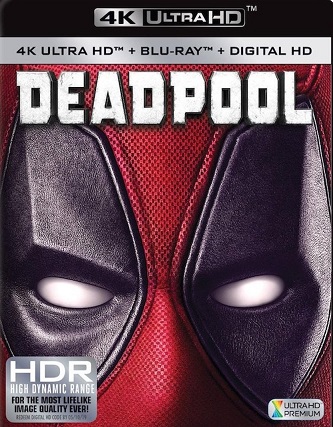 4K ULTRA HD™
4K ULTRA HD™ + BLU-RAY™ + DIGITAL HD
DEADPOOL
HDR
HIGH DYNAMIC RANGE
FOR THE MOST LIFELIKE
IMAGE QUALITY EVER!
ULTRA HD
PREMIUM